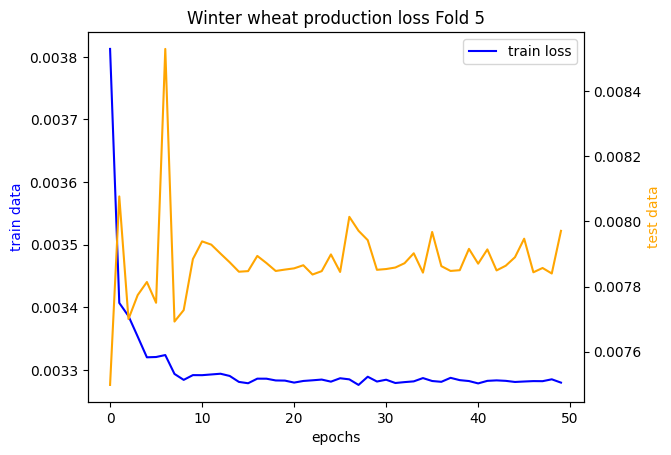 Winter wheat production loss Fold 5
train loss
0.0038
0.0037
0.0036
0.0035
0.0034
0.0033
train data
0.0084
0.0082
0.0080
0.0078
0.0076
test data
0 10 20 30 40 50
epochs